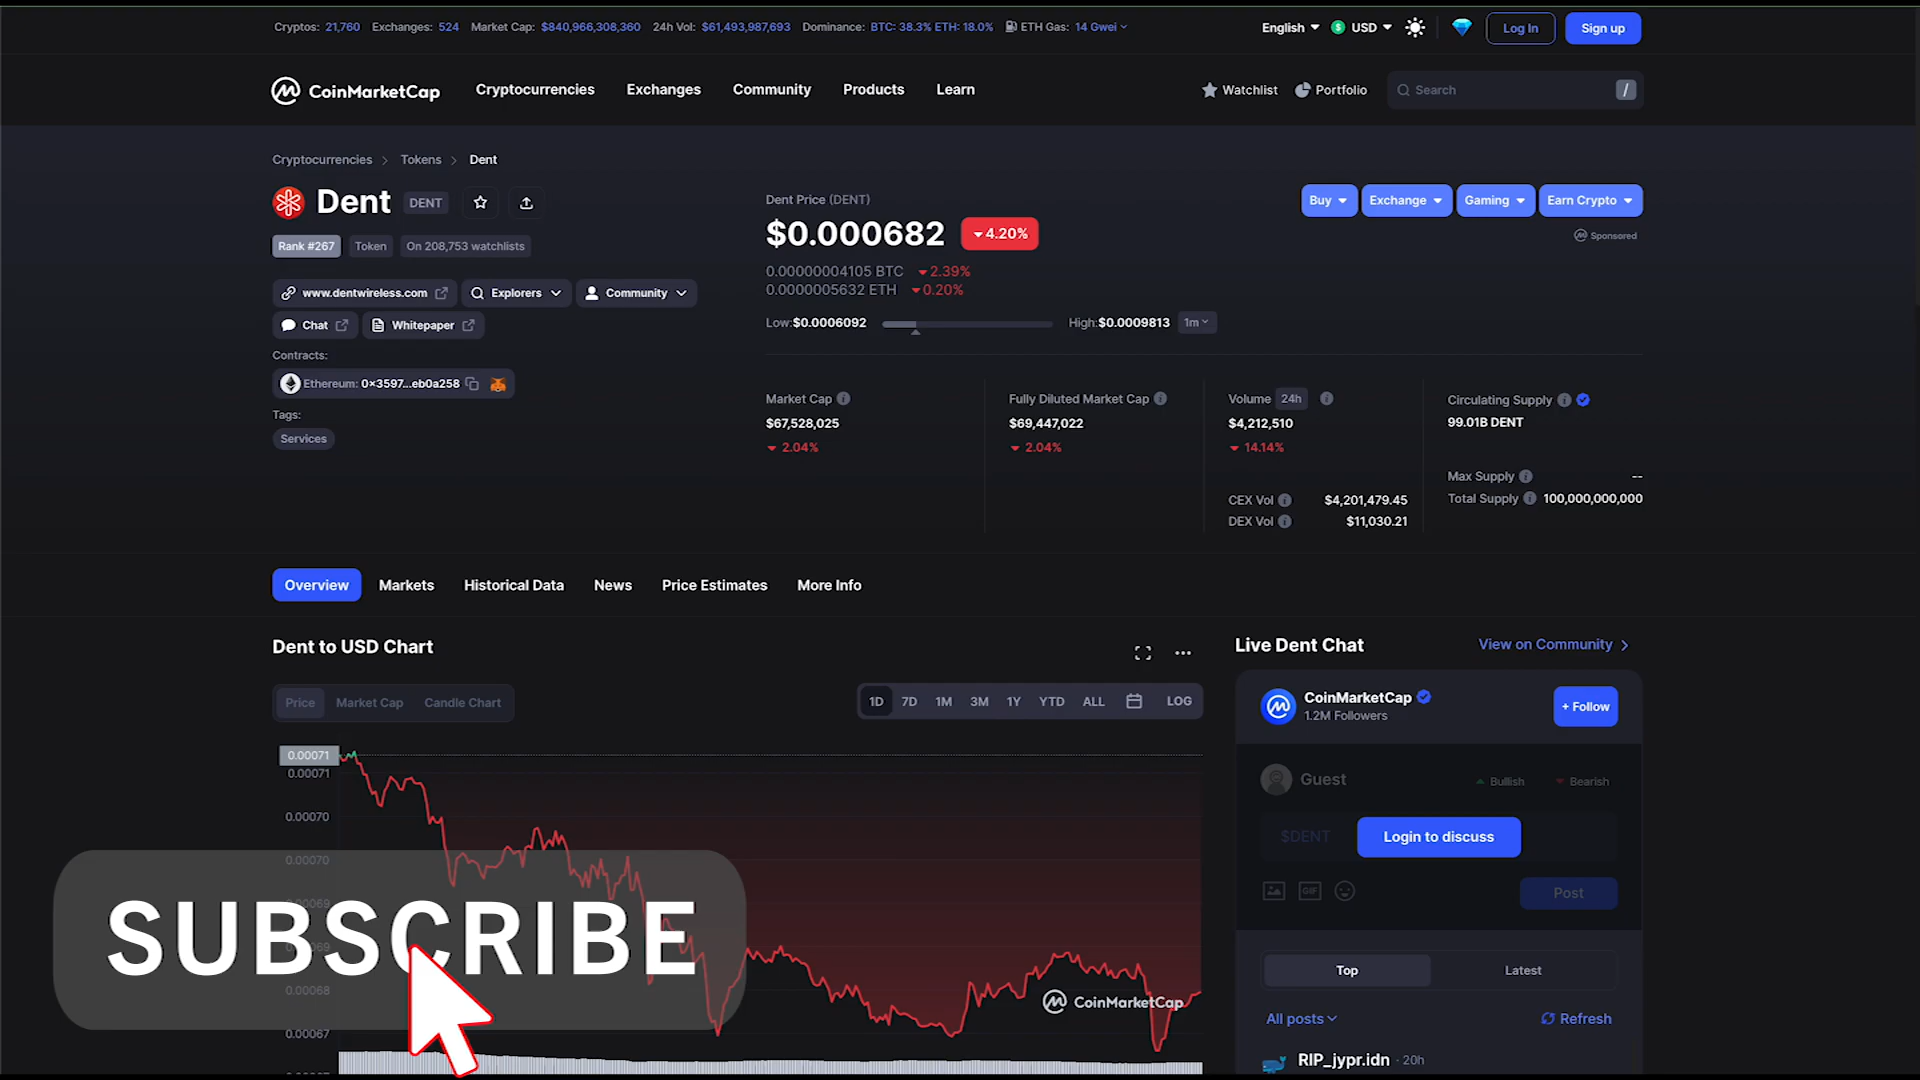 Cryptos: 21,760 Exchanges: 524 Market Cap: $840,966,308,360 24h Vol: $61,493,987,693 Dominance: BTC: 38.3% ETH: 18.0% ETH Gas: 14 Gwei
English $ USD Log In Sign up
CoinMarketCap Cryptocurrencies Exchanges Community Products Learn
Watchlist Portfolio Search /
Cryptocurrencies > Tokens > Dent
Dent DENT
Rank #267 Token On 208,753 watchlists
www.dentwireless.com Explorers Community
Chat Whitepaper
Contracts:
Ethereum: 0x3597...eb0a258
Tags:
Services
Dent Price (DENT)
$0.000682 4.20%
0.00000004105 BTC 2.39%
0.0000005632 ETH 0.20%
Low:$0.0006092 High:$0.0009813 1m
Buy Exchange Gaming Earn Crypto
Sponsored
Market Cap
$67,528,025
2.04%
Fully Diluted Market Cap
$69,447,022
2.04%
Volume 24h
$4,212,510
14.14%
CEX Vol $4,201,479.45
DEX Vol $11,030.21
Circulating Supply
99.01B DENT
Max Supply --
Total Supply 100,000,000,000
Overview Markets Historical Data News Price Estimates More Info
Dent to USD Chart
Price Market Cap Candle Chart
1D 7D 1M 3M 1Y YTD ALL LOG
0.00071
0.00071
0.00070
0.00070
0.00069
0.00069
0.00068
0.00067
CoinMarketCap
SUBSCRIBE
Live Dent Chat View on Community >
CoinMarketCap
1.2M Followers
+ Follow
Guest Bullish Bearish
$DENT Login to discuss
GIF Post
Top Latest
All posts Refresh
RIP_jypr.idn · 20h